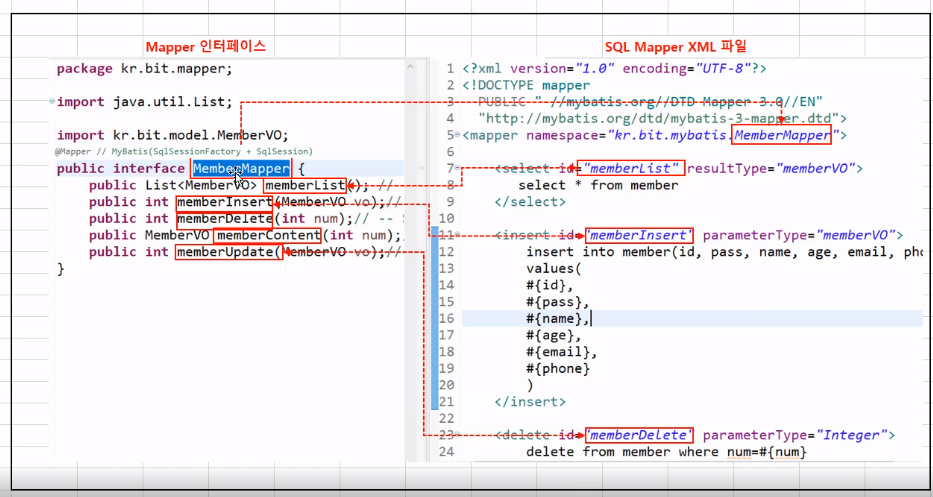 Mapper 인터페이스
package kr.bit.mapper;
import java.util.List;
import kr.bit.model.MemberVO;
@Mapper // MyBatis(SqlSessionFactory + SqlSession)
public interface MemberMapper {
public List<MemberVO> memberList(); //
public int memberInsert(MemberVO vo);//
public int memberDelete(int num);// --
public MemberVO memberContent(int num);
public int memberUpdate(MemberVO vo);//
}
SQL Mapper XML 파일
1 <?xml version="1.0" encoding="UTF-8"?>
2 <!DOCTYPE mapper
3 PUBLIC "-//mybatis.org//DTD Mapper 3.0//EN"
4 "http://mybatis.org/dtd/mybatis-3-mapper.dtd">
5 <mapper namespace="kr.bit.mybatis.MemberMapper">
6
7 <select id="memberList" resultType="memberVO">
8 select * from member
9 </select>
10
11 <insert id="memberInsert" parameterType="memberVO">
12 insert into member(id, pass, name, age, email, pho
13 values(
14 #{id},
15 #{pass},
16 #{name},
17 #{age},
18 #{email},
19 #{phone}
20 )
21 </insert>
22
23 <delete id="memberDelete" parameterType="Integer">
24 delete from member where num=#{num}